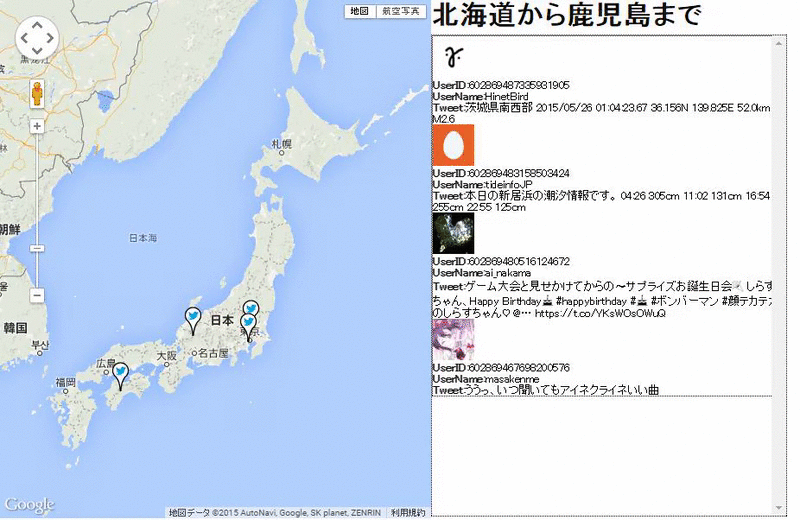 地図 航空写真
札幌
朝鮮
日本海
日本
東京
韓国
부산
広島
大阪
名古屋
福岡
Google
地図データ ©2015 AutoNavi, Google, SK planet, ZENRIN 利用規約
北海道から鹿児島まで
UserID:602869487335931905
UserName:HinetBird
Tweet:茨城県南西部 2015/05/26 01:04:23.67 36.156N 139.825E 52.0km
M2.6
UserID:602869483158503424
UserName:tideinfoJP
Tweet:本日の新居浜の潮汐情報です。 04:26 305cm 11:02 131cm 16:54
255cm 22:55 125cm
UserID:602869480516124672
UserName:ai_nakama
Tweet:ゲーム大会と見せかけてからの〜サプライズお誕生日会 しらす
ちゃん、Happy Birthday #happybirthday # #ボンバーマン #顔テカテカ
のしらすちゃん♡ @… https://t.co/YKsWOsOWuQ
UserID:602869467698200576
UserName:masakenme
Tweet:ううっ、いつ聞いてもアイネクライネいい曲